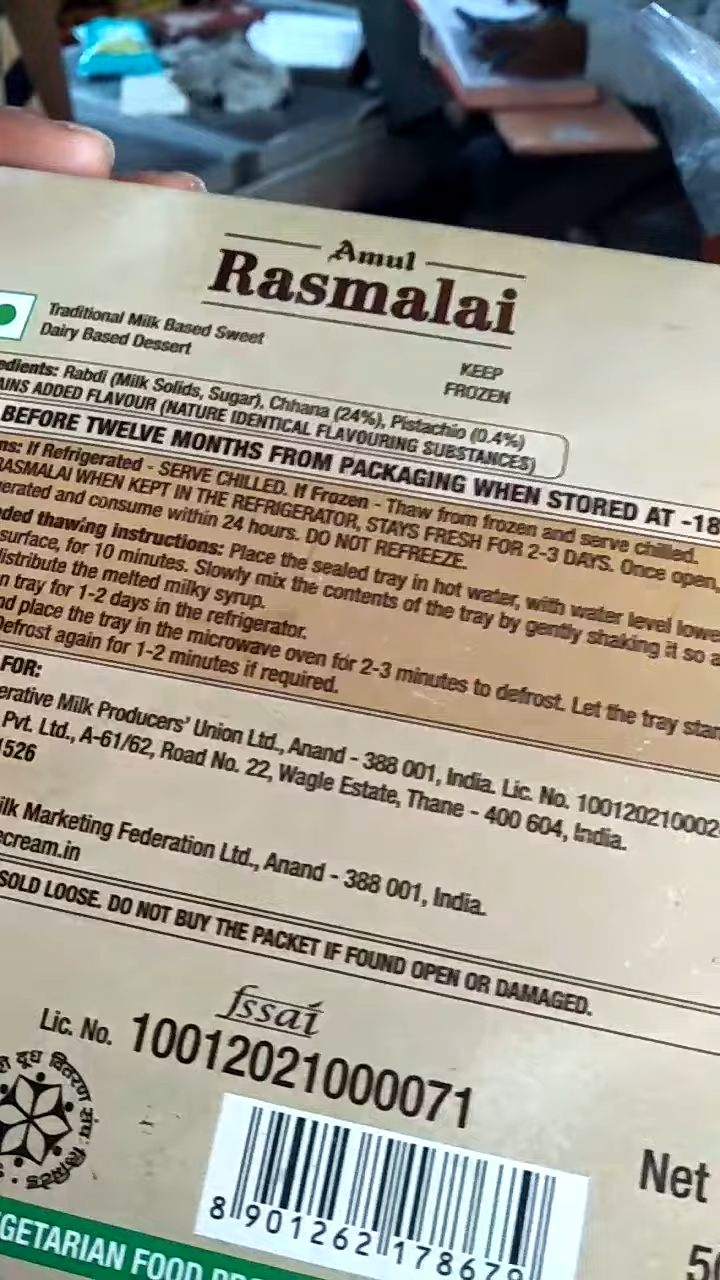 Amul
Rasmalai
Traditional Milk Based Sweet
Dairy Based Dessert
KEEP
FROZEN
edients: Rabdi (Milk Solids, Sugar), Chhana (24%), Pistachio (0.4%)
AINS ADDED FLAVOUR (NATURE IDENTICAL FLAVOURING SUBSTANCES)
BEFORE TWELVE MONTHS FROM PACKAGING WHEN STORED AT -18
ns: If Refrigerated - SERVE CHILLED. If Frozen - Thaw from frozen and serve chilled.
RASMALAI WHEN KEPT IN THE REFRIGERATOR, STAYS FRESH FOR 2-3 DAYS. Once open,
erated and consume within 24 hours. DO NOT REFREEZE.
ded thawing instructions: Place the sealed tray in hot water, with water level lowe
surface, for 10 minutes. Slowly mix the contents of the tray by gently shaking it so a
distribute the melted milky syrup.
n tray for 1-2 days in the refrigerator.
nd place the tray in the microwave oven for 2-3 minutes to defrost. Let the tray stan
Defrost again for 1-2 minutes if required.
FOR:
erative Milk Producers' Union Ltd., Anand - 388 001, India. Lic. No. 100120210002
Pvt. Ltd., A-61/62, Road No. 22, Wagle Estate, Thane - 400 604, India.
1526
ilk Marketing Federation Ltd., Anand - 388 001, India.
ecream.in
SOLD LOOSE. DO NOT BUY THE PACKET IF FOUND OPEN OR DAMAGED.
fssai
Lic. No. 10012021000071
दूध वितरण संघ लिमिटेड
8 901262 178679
Net
50
GETARIAN FOOD